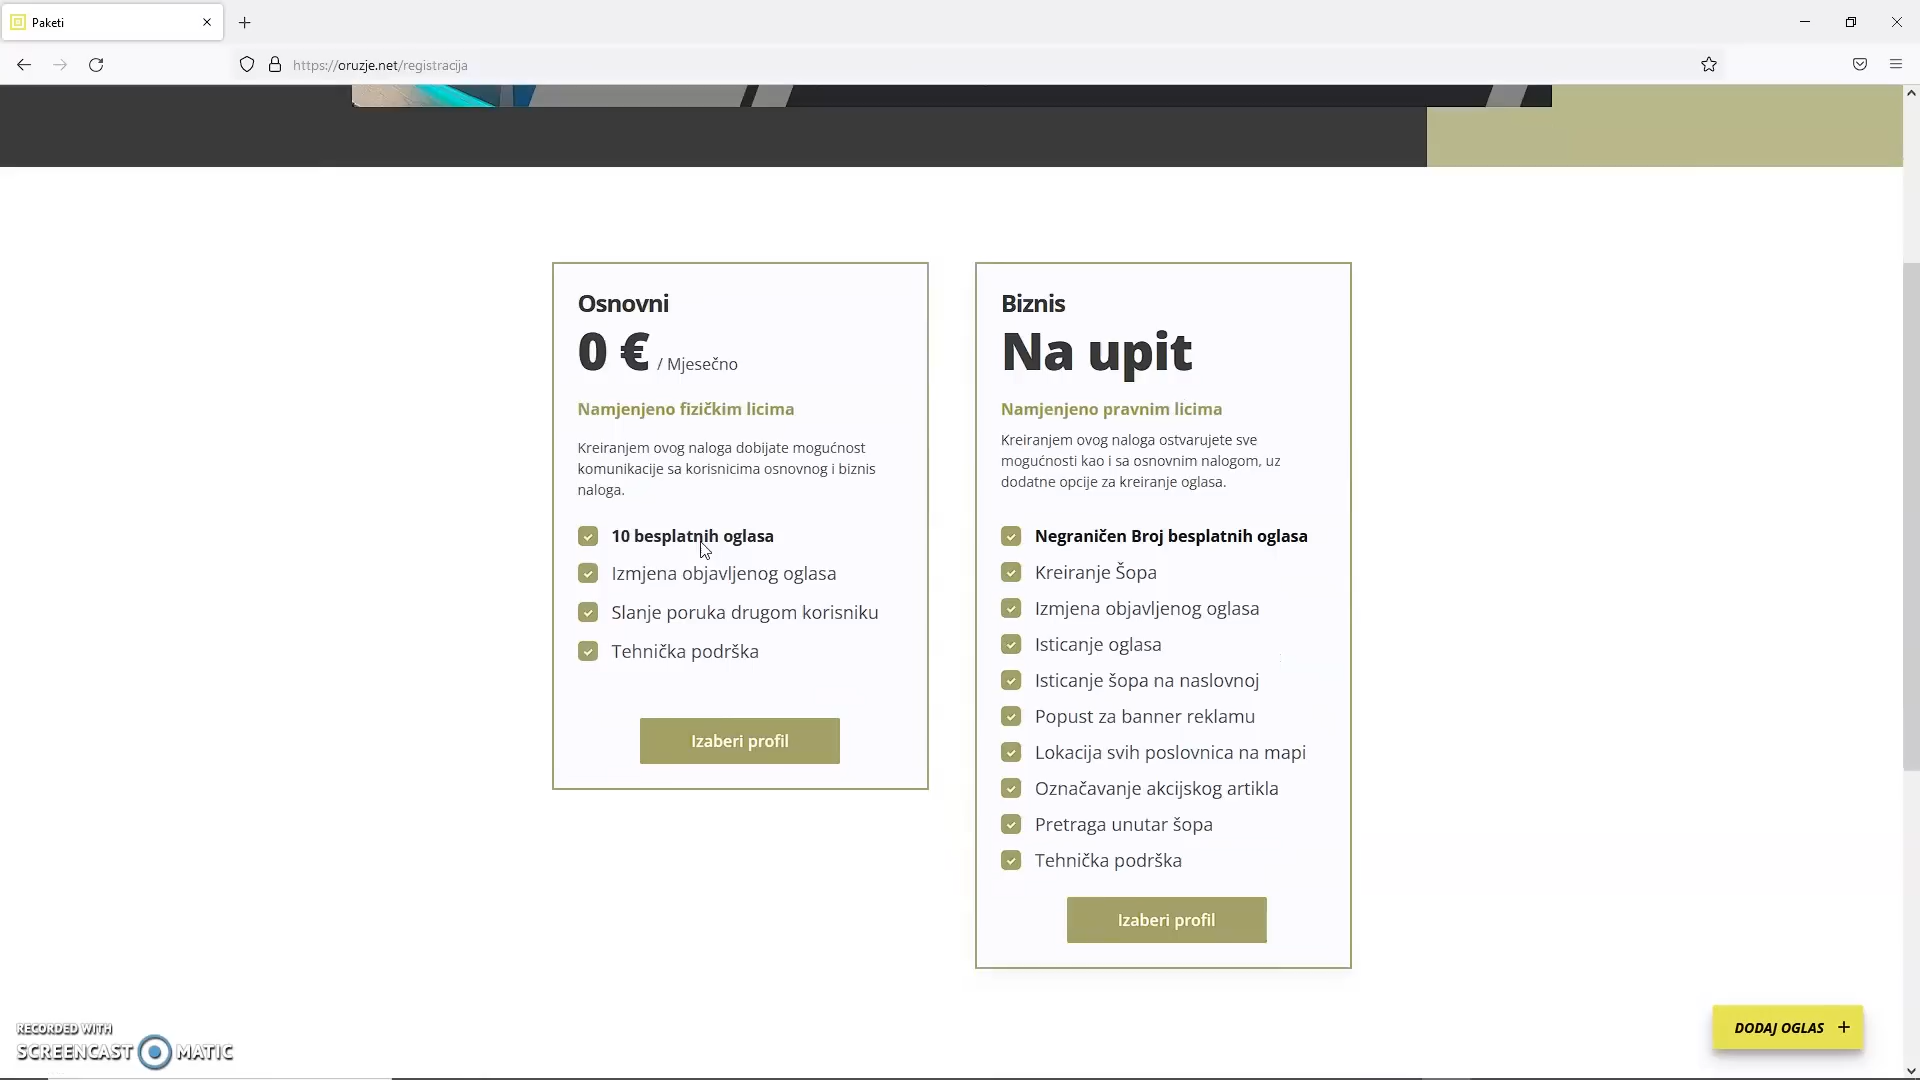 Paketi
https://oruzje.net/registracija
Osnovni
0 € / Mjesečno
Namjenjeno fizičkim licima
Kreiranjem ovog naloga dobijate mogućnost
komunikacije sa korisnicima osnovnog i biznis
naloga.
10 besplatnih oglasa
Izmjena objavljenog oglasa
Slanje poruka drugom korisniku
Tehnička podrška
Izaberi profil
Biznis
Na upit
Namjenjeno pravnim licima
Kreiranjem ovog naloga ostvarujete sve
mogućnosti kao i sa osnovnim nalogom, uz
dodatne opcije za kreiranje oglasa.
Negraničen Broj besplatnih oglasa
Kreiranje Šopa
Izmjena objavljenog oglasa
Isticanje oglasa
Isticanje šopa na naslovnoj
Popust za banner reklamu
Lokacija svih poslovnica na mapi
Označavanje akcijskog artikla
Pretraga unutar šopa
Tehnička podrška
Izaberi profil
DODAJ OGLAS +
RECORDED WITH
SCREENCAST MATIC